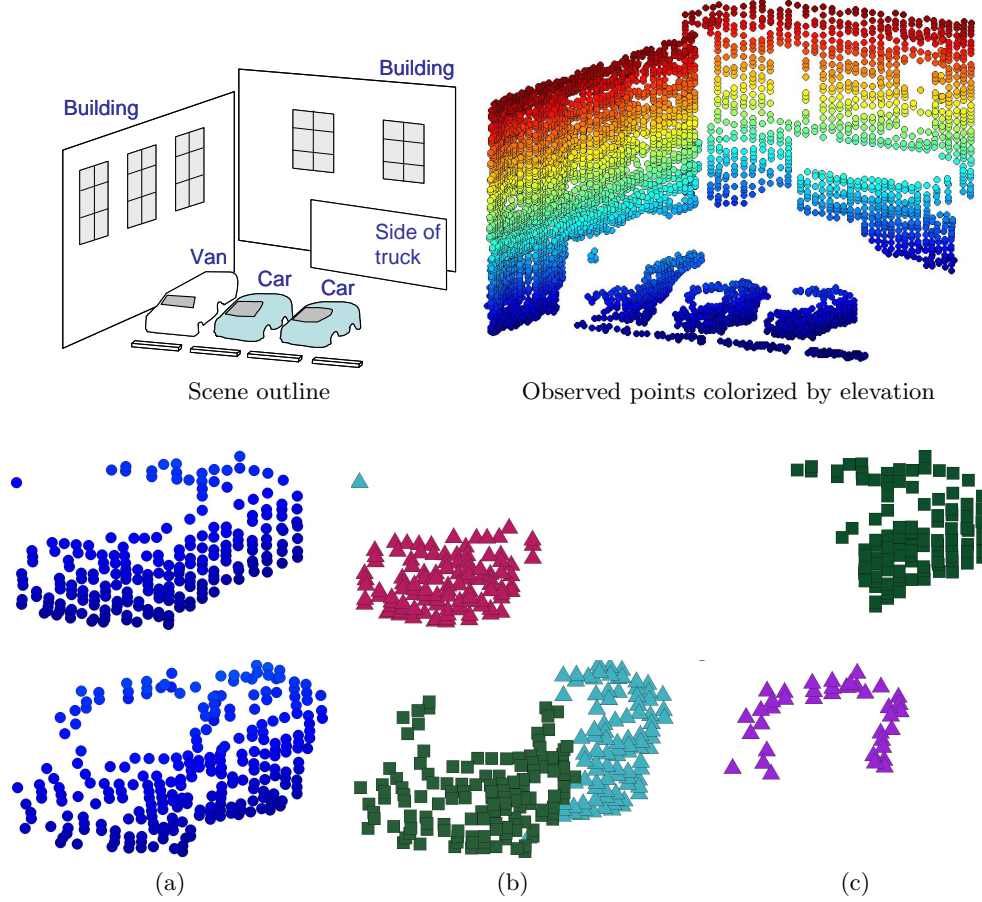 Building
Building
Side of
truck
Van
Car
Car
Scene outline
Observed points colorized by elevation
(a)
(b)
(c)